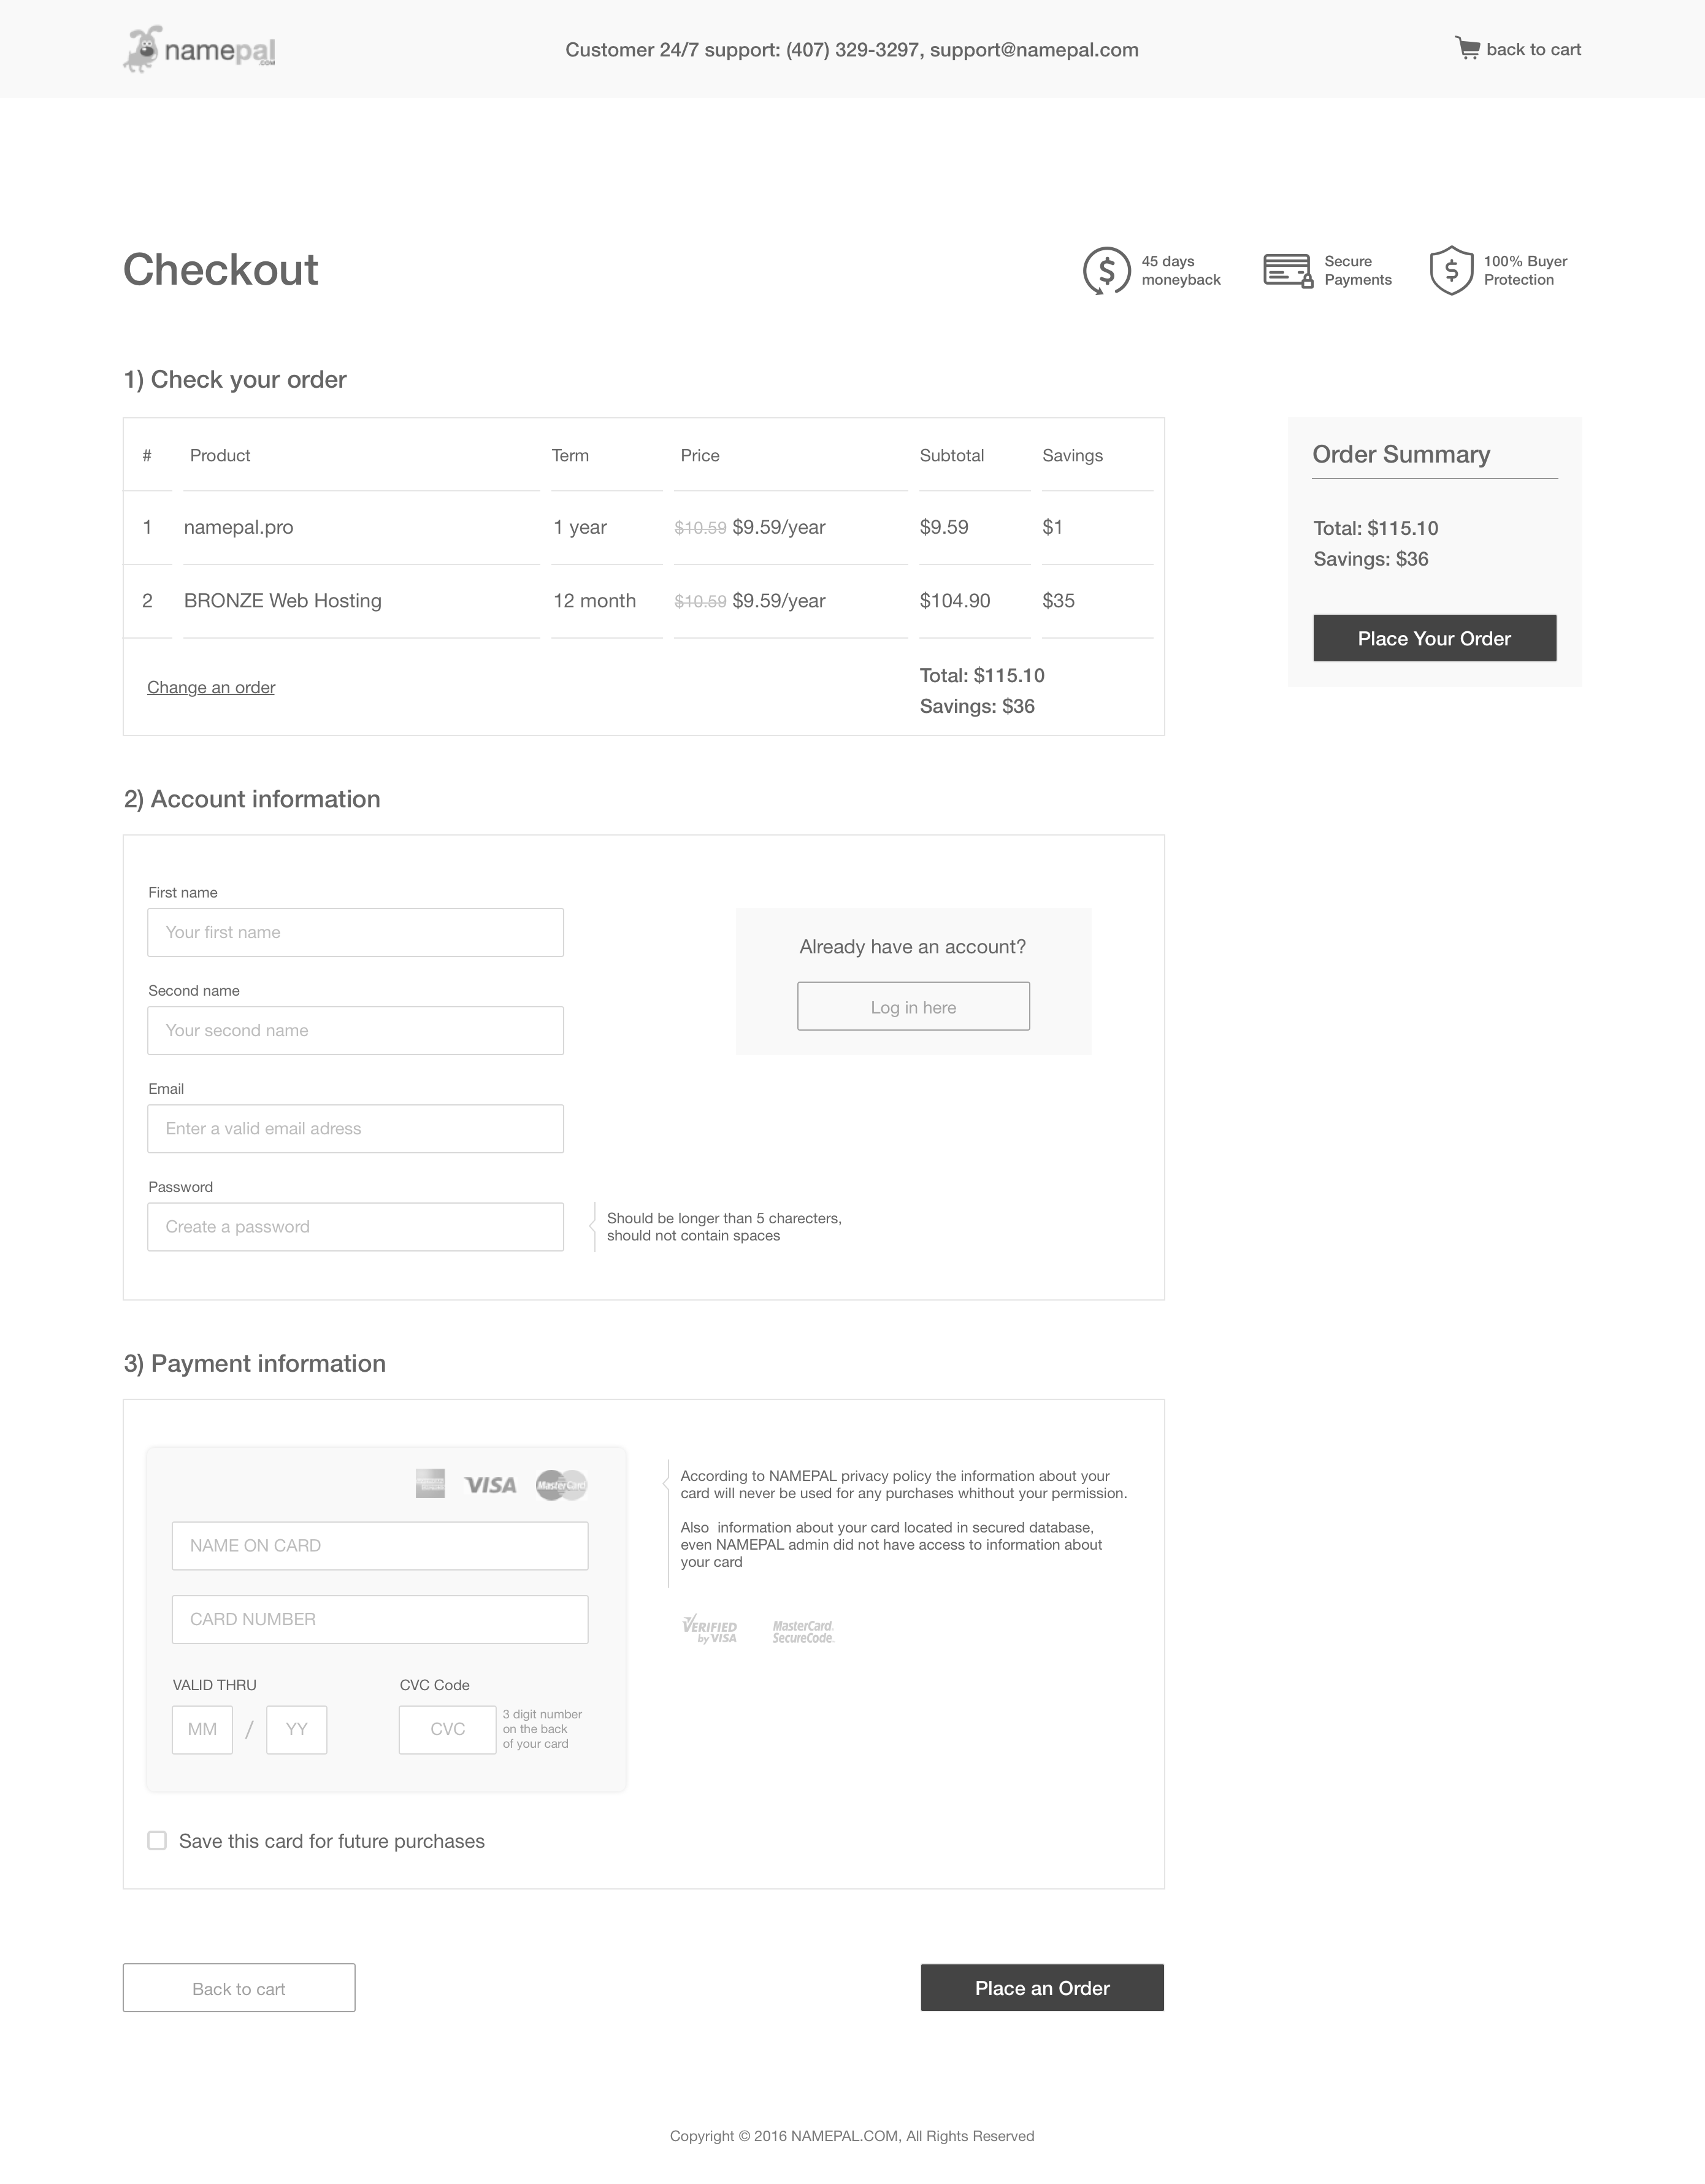 namepal
.COM
Customer 24/7 support: (407) 329-3297, support@namepal.com
back to cart
Checkout
45 days
moneyback
Secure
Payments
100% Buyer
Protection
1) Check your order
# Product Term Price Subtotal Savings
1 namepal.pro 1 year $10.59 $9.59/year $9.59 $1
2 BRONZE Web Hosting 12 month $10.59 $9.59/year $104.90 $35
Change an order
Total: $115.10
Savings: $36
Order Summary
Total: $115.10
Savings: $36
Place Your Order
2) Account information
First name
Your first name
Second name
Your second name
Email
Enter a valid email adress
Password
Create a password
Should be longer than 5 charecters,
should not contain spaces
Already have an account?
Log in here
3) Payment information
VISA
MasterCard
NAME ON CARD
CARD NUMBER
VALID THRU
MM / YY
CVC Code
CVC
3 digit number
on the back
of your card
According to NAMEPAL privacy policy the information about your
card will never be used for any purchases whithout your permission.
Also  information about your card located in secured database,
even NAMEPAL admin did not have access to information about
your card
VERIFIED
by VISA
MasterCard.
SecureCode.
Save this card for future purchases
Back to cart
Place an Order
Copyright © 2016 NAMEPAL.COM, All Rights Reserved